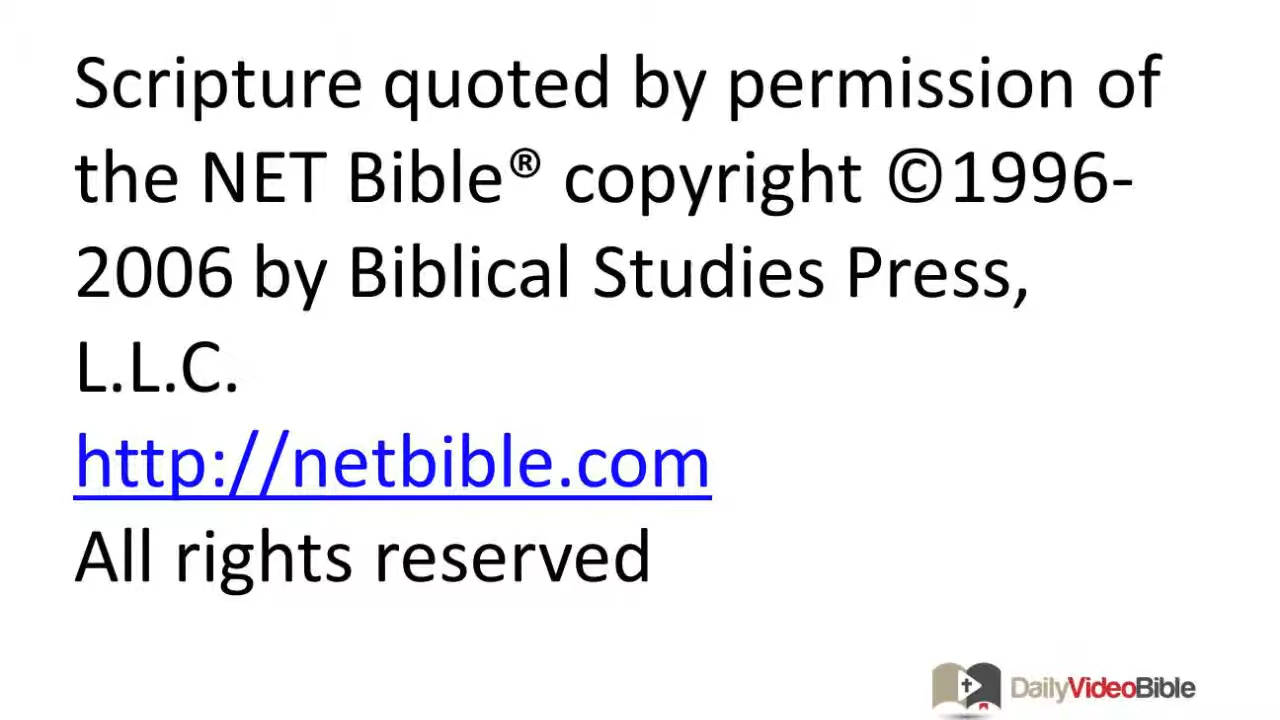 Scripture quoted by permission of
the NET Bible® copyright ©1996-
2006 by Biblical Studies Press,
L.L.C.
http://netbible.com
All rights reserved
DailyVideoBible